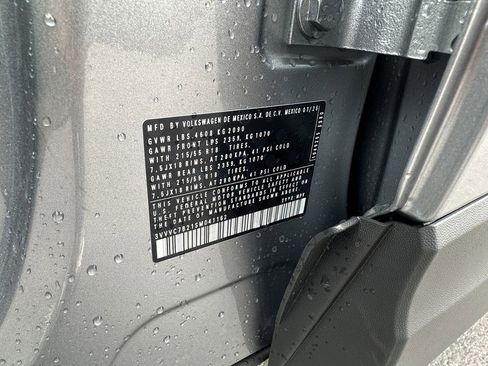 MFD BY VOLKSWAGEN DE MEXICO S.A. DE C.V. MEXICO 07/25
GVWR LBS. 4608 KG 2090
GAWR FRONT LBS 2359, KG 1070
WITH 215/55 R18 TIRES,
7.5JX18 RIMS, AT 280 KPA, 41 PSI COLD
GAWR REAR LBS 2359, KG 1070
WITH 215/55 R18 TIRES,
7.5JX18 RIMS, AT 280 KPA, 41 PSI COLD
THIS VEHICLE CONFORMS TO ALL APPLICABLE
U.S. FEDERAL MOTOR VEHICLE SAFETY, BUMPER
AND THEFT PREVENTION STANDARDS IN EFFECT ON
THE DATE OF MANUFACTURE SHOWN ABOVE
TYPE